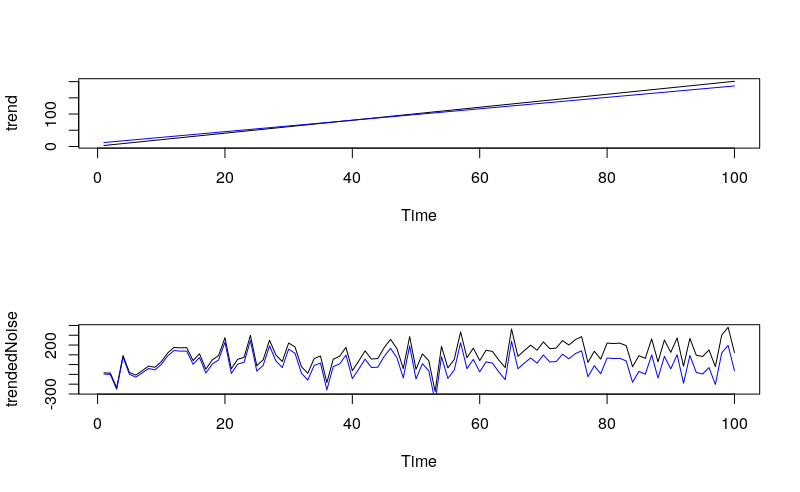 trend
0 100
0 20 40 60 80 100
Time
trendedNoise
-300 200
0 20 40 60 80 100
Time